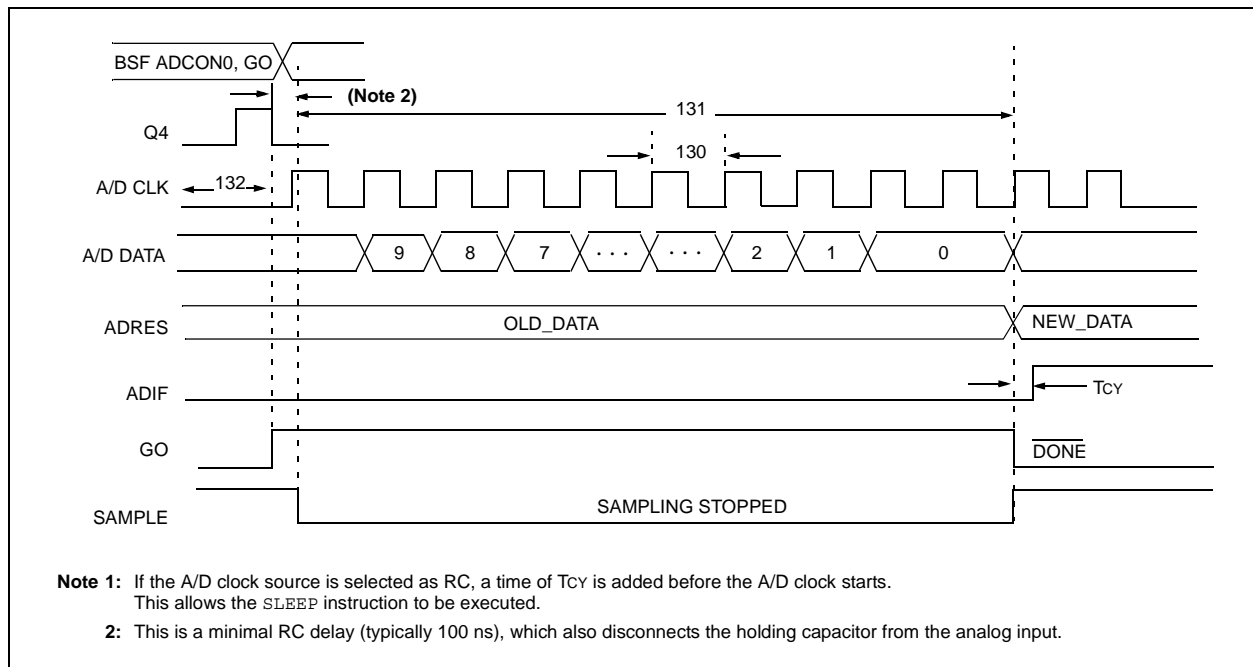 BSF ADCON0, GO
(Note 2)
131
Q4
130
A/D CLK
132
A/D DATA
9 8 7 · · · · · · 2 1 0
ADRES
OLD_DATA
NEW_DATA
ADIF
TCY
GO
DONE
SAMPLE
SAMPLING STOPPED
Note 1: If the A/D clock source is selected as RC, a time of TCY is added before the A/D clock starts.
This allows the SLEEP instruction to be executed.
2: This is a minimal RC delay (typically 100 ns), which also disconnects the holding capacitor from the analog input.